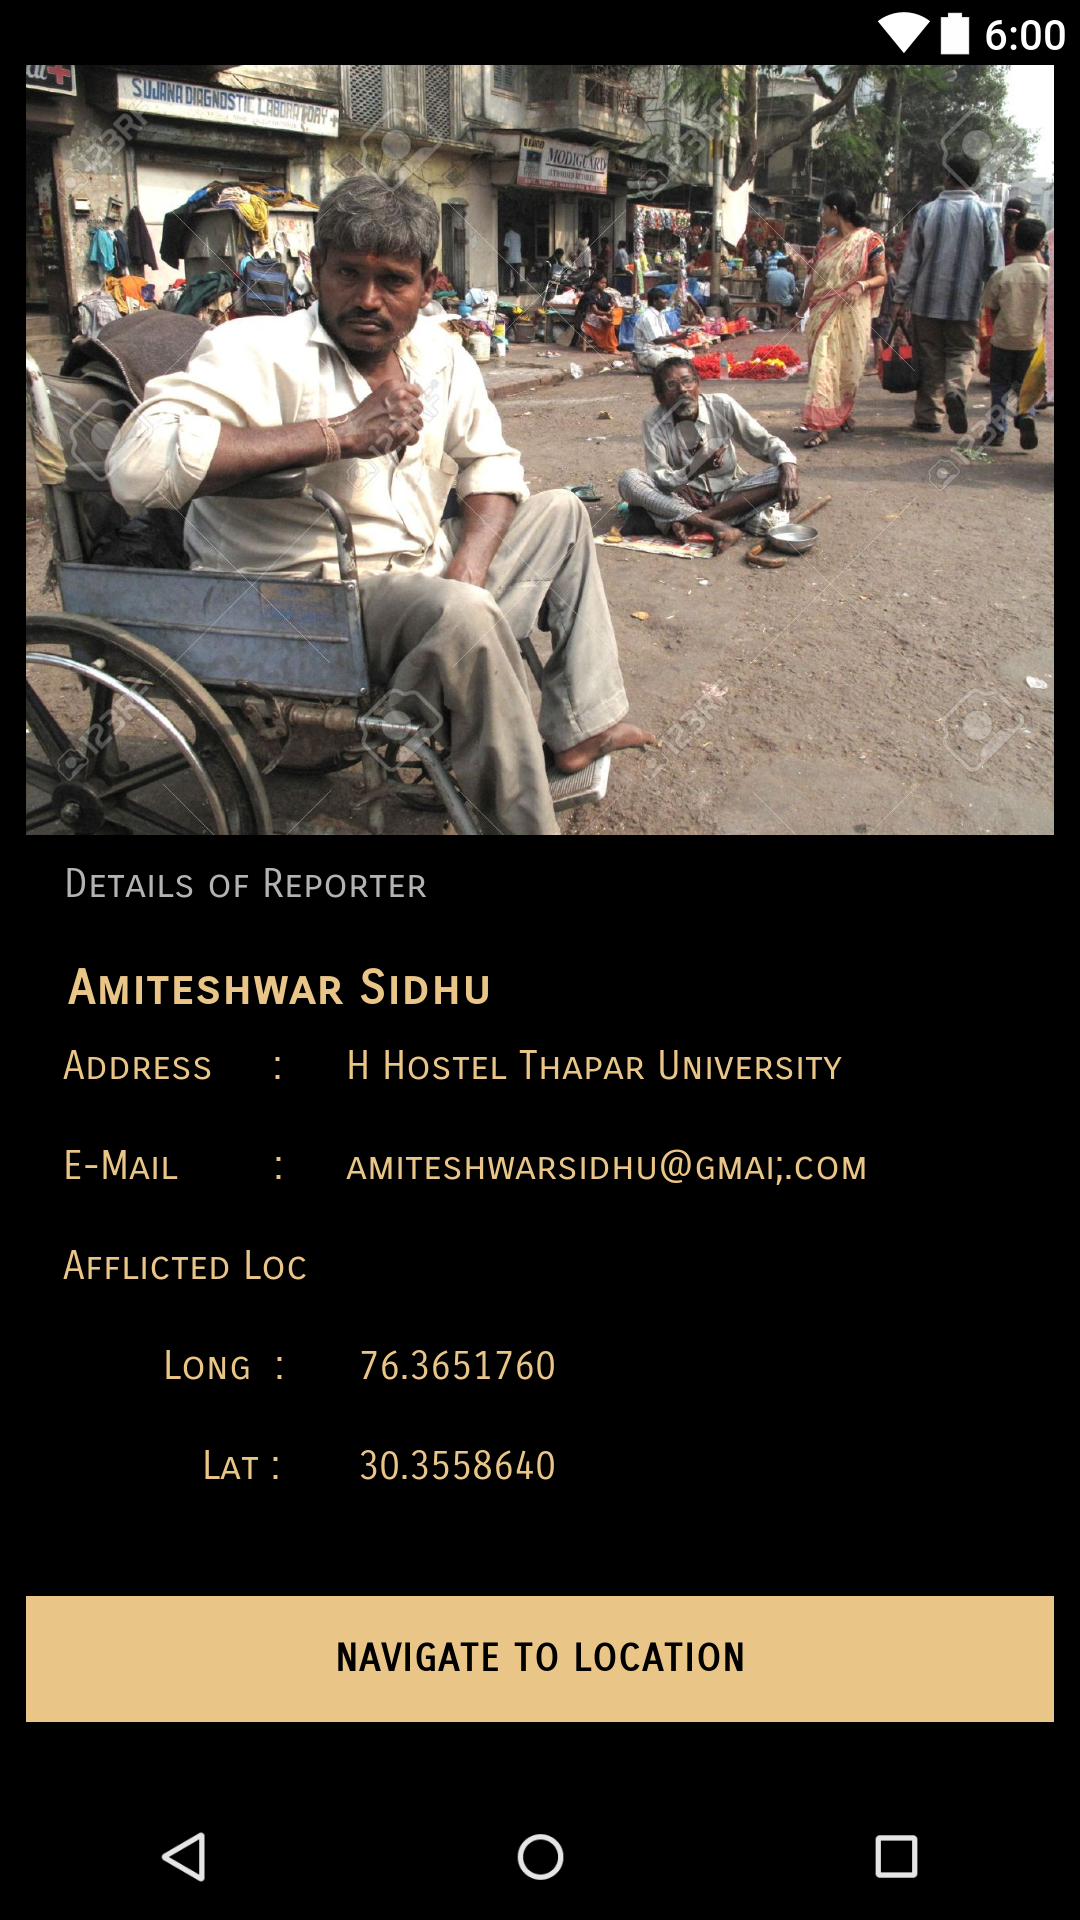 6:00
SUJANA DIAGNOSTIC LABORATORY
MODIGUARD
123RF
Details of Reporter
Amiteshwar Sidhu
Address : H Hostel Thapar University
E-Mail : amiteshwarsidhu@gmai;.com
Afflicted Loc
Long : 76.3651760
Lat : 30.3558640
NAVIGATE TO LOCATION